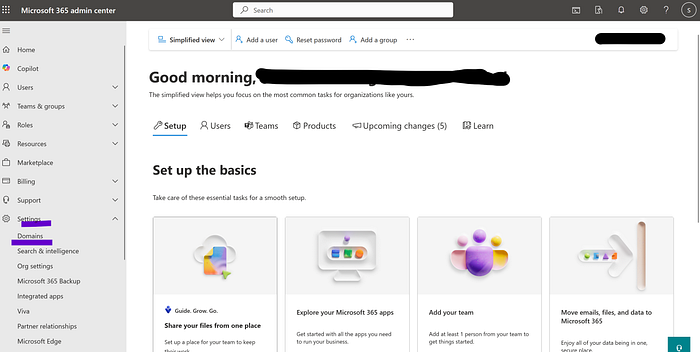 Microsoft 365 admin center
Search
?
S
Simplified view
Add a user
Reset password
Add a group
...
Home
Copilot
Users
Teams & groups
Roles
Resources
Marketplace
Billing
Support
Settings
Domains
Search & intelligence
Org settings
Microsoft 365 Backup
Integrated apps
Viva
Partner relationships
Microsoft Edge
Good morning,
The simplified view helps you focus on the most common tasks for organizations like yours.
Setup
Users
Teams
Products
Upcoming changes (5)
Learn
Set up the basics
Take care of these essential tasks for a smooth setup.
Guide. Grow. Go.
Share your files from one place
Set up a place for your team to keep
Explore your Microsoft 365 apps
Get started with all the apps you
need to run your business.
Add your team
Add at least 1 person from your team to
get things started.
Move emails, files, and data to
Microsoft 365
Enjoy all of your data being in one,
secure place.